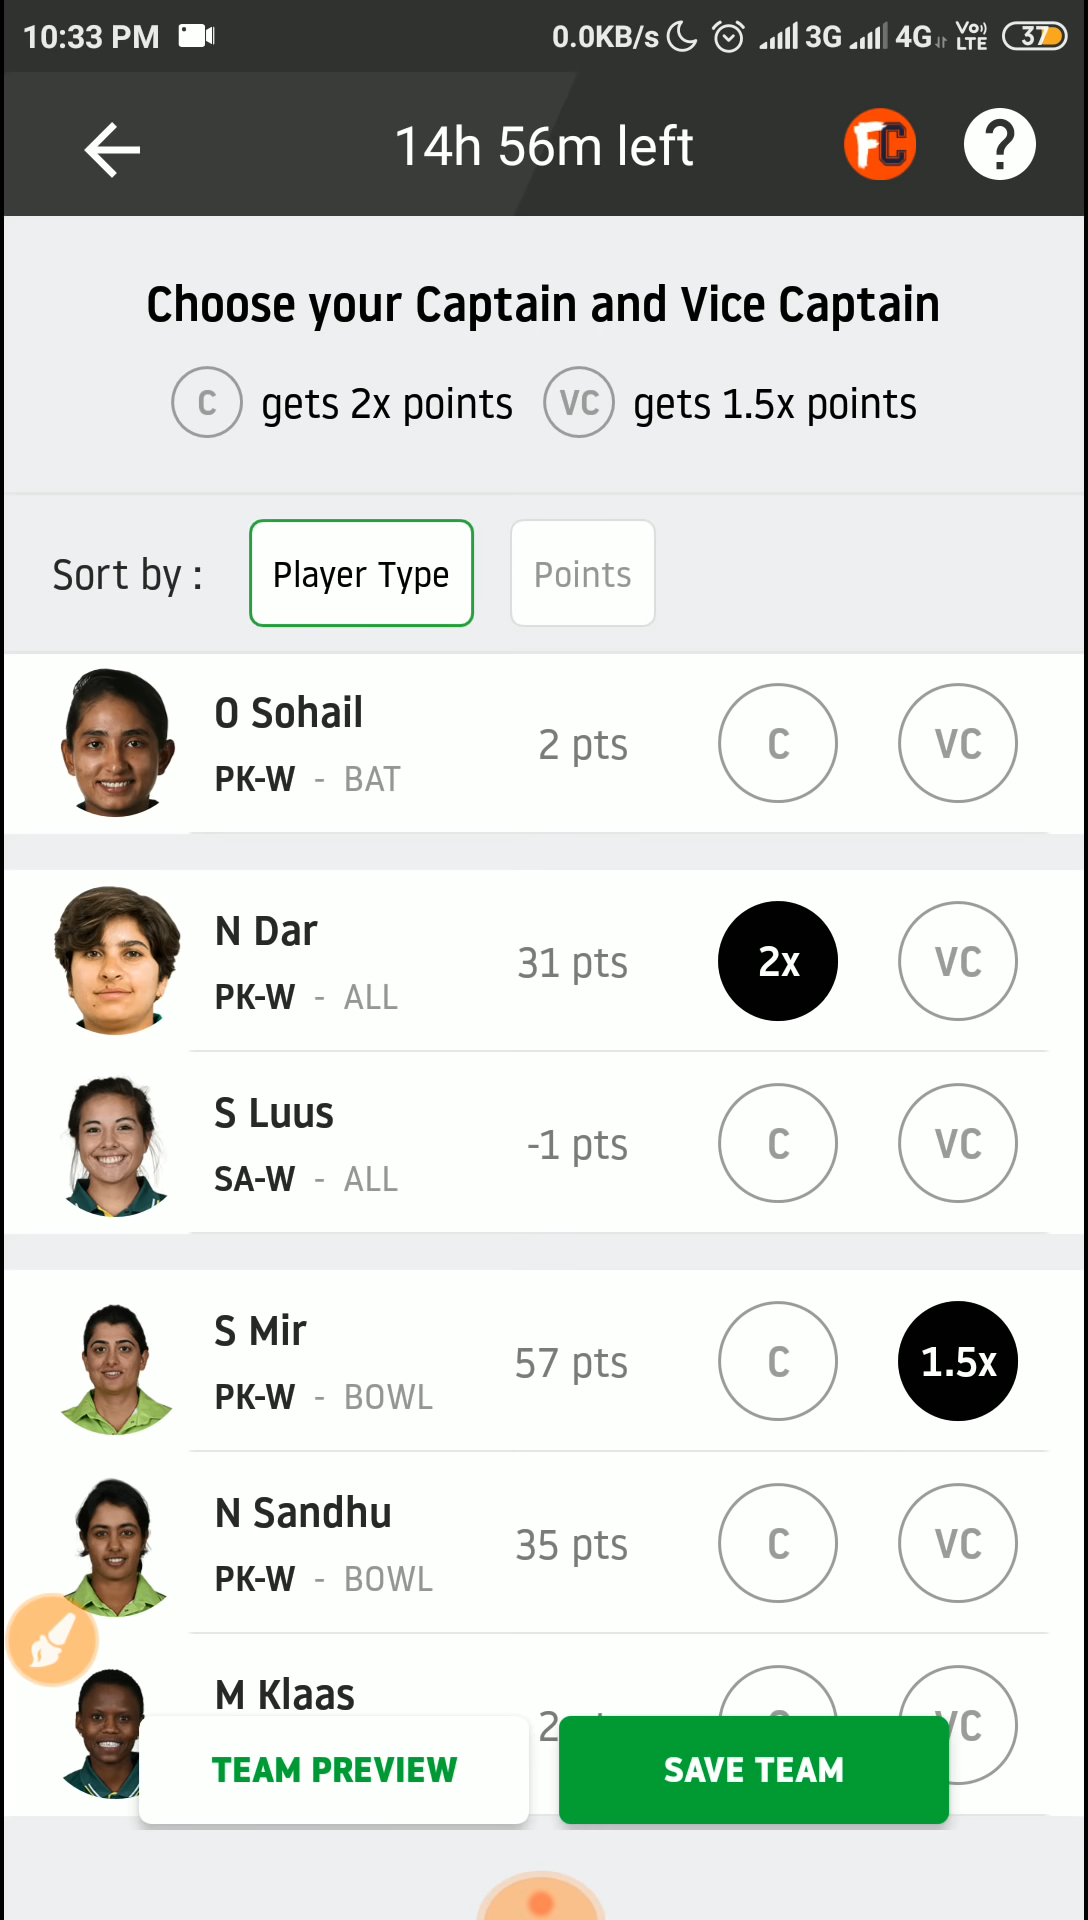 10:33 PM 0.0KB/s 3G 4G VoLTE 37
14h 56m left FC ?
Choose your Captain and Vice Captain
C gets 2x points VC gets 1.5x points
Sort by : Player Type Points
O Sohail
2 pts C VC
PK-W - BAT
N Dar
31 pts 2x VC
PK-W - ALL
S Luus
-1 pts C VC
SA-W - ALL
S Mir
57 pts C 1.5x
PK-W - BOWL
N Sandhu
35 pts C VC
PK-W - BOWL
M Klaas
2 VC
TEAM PREVIEW SAVE TEAM